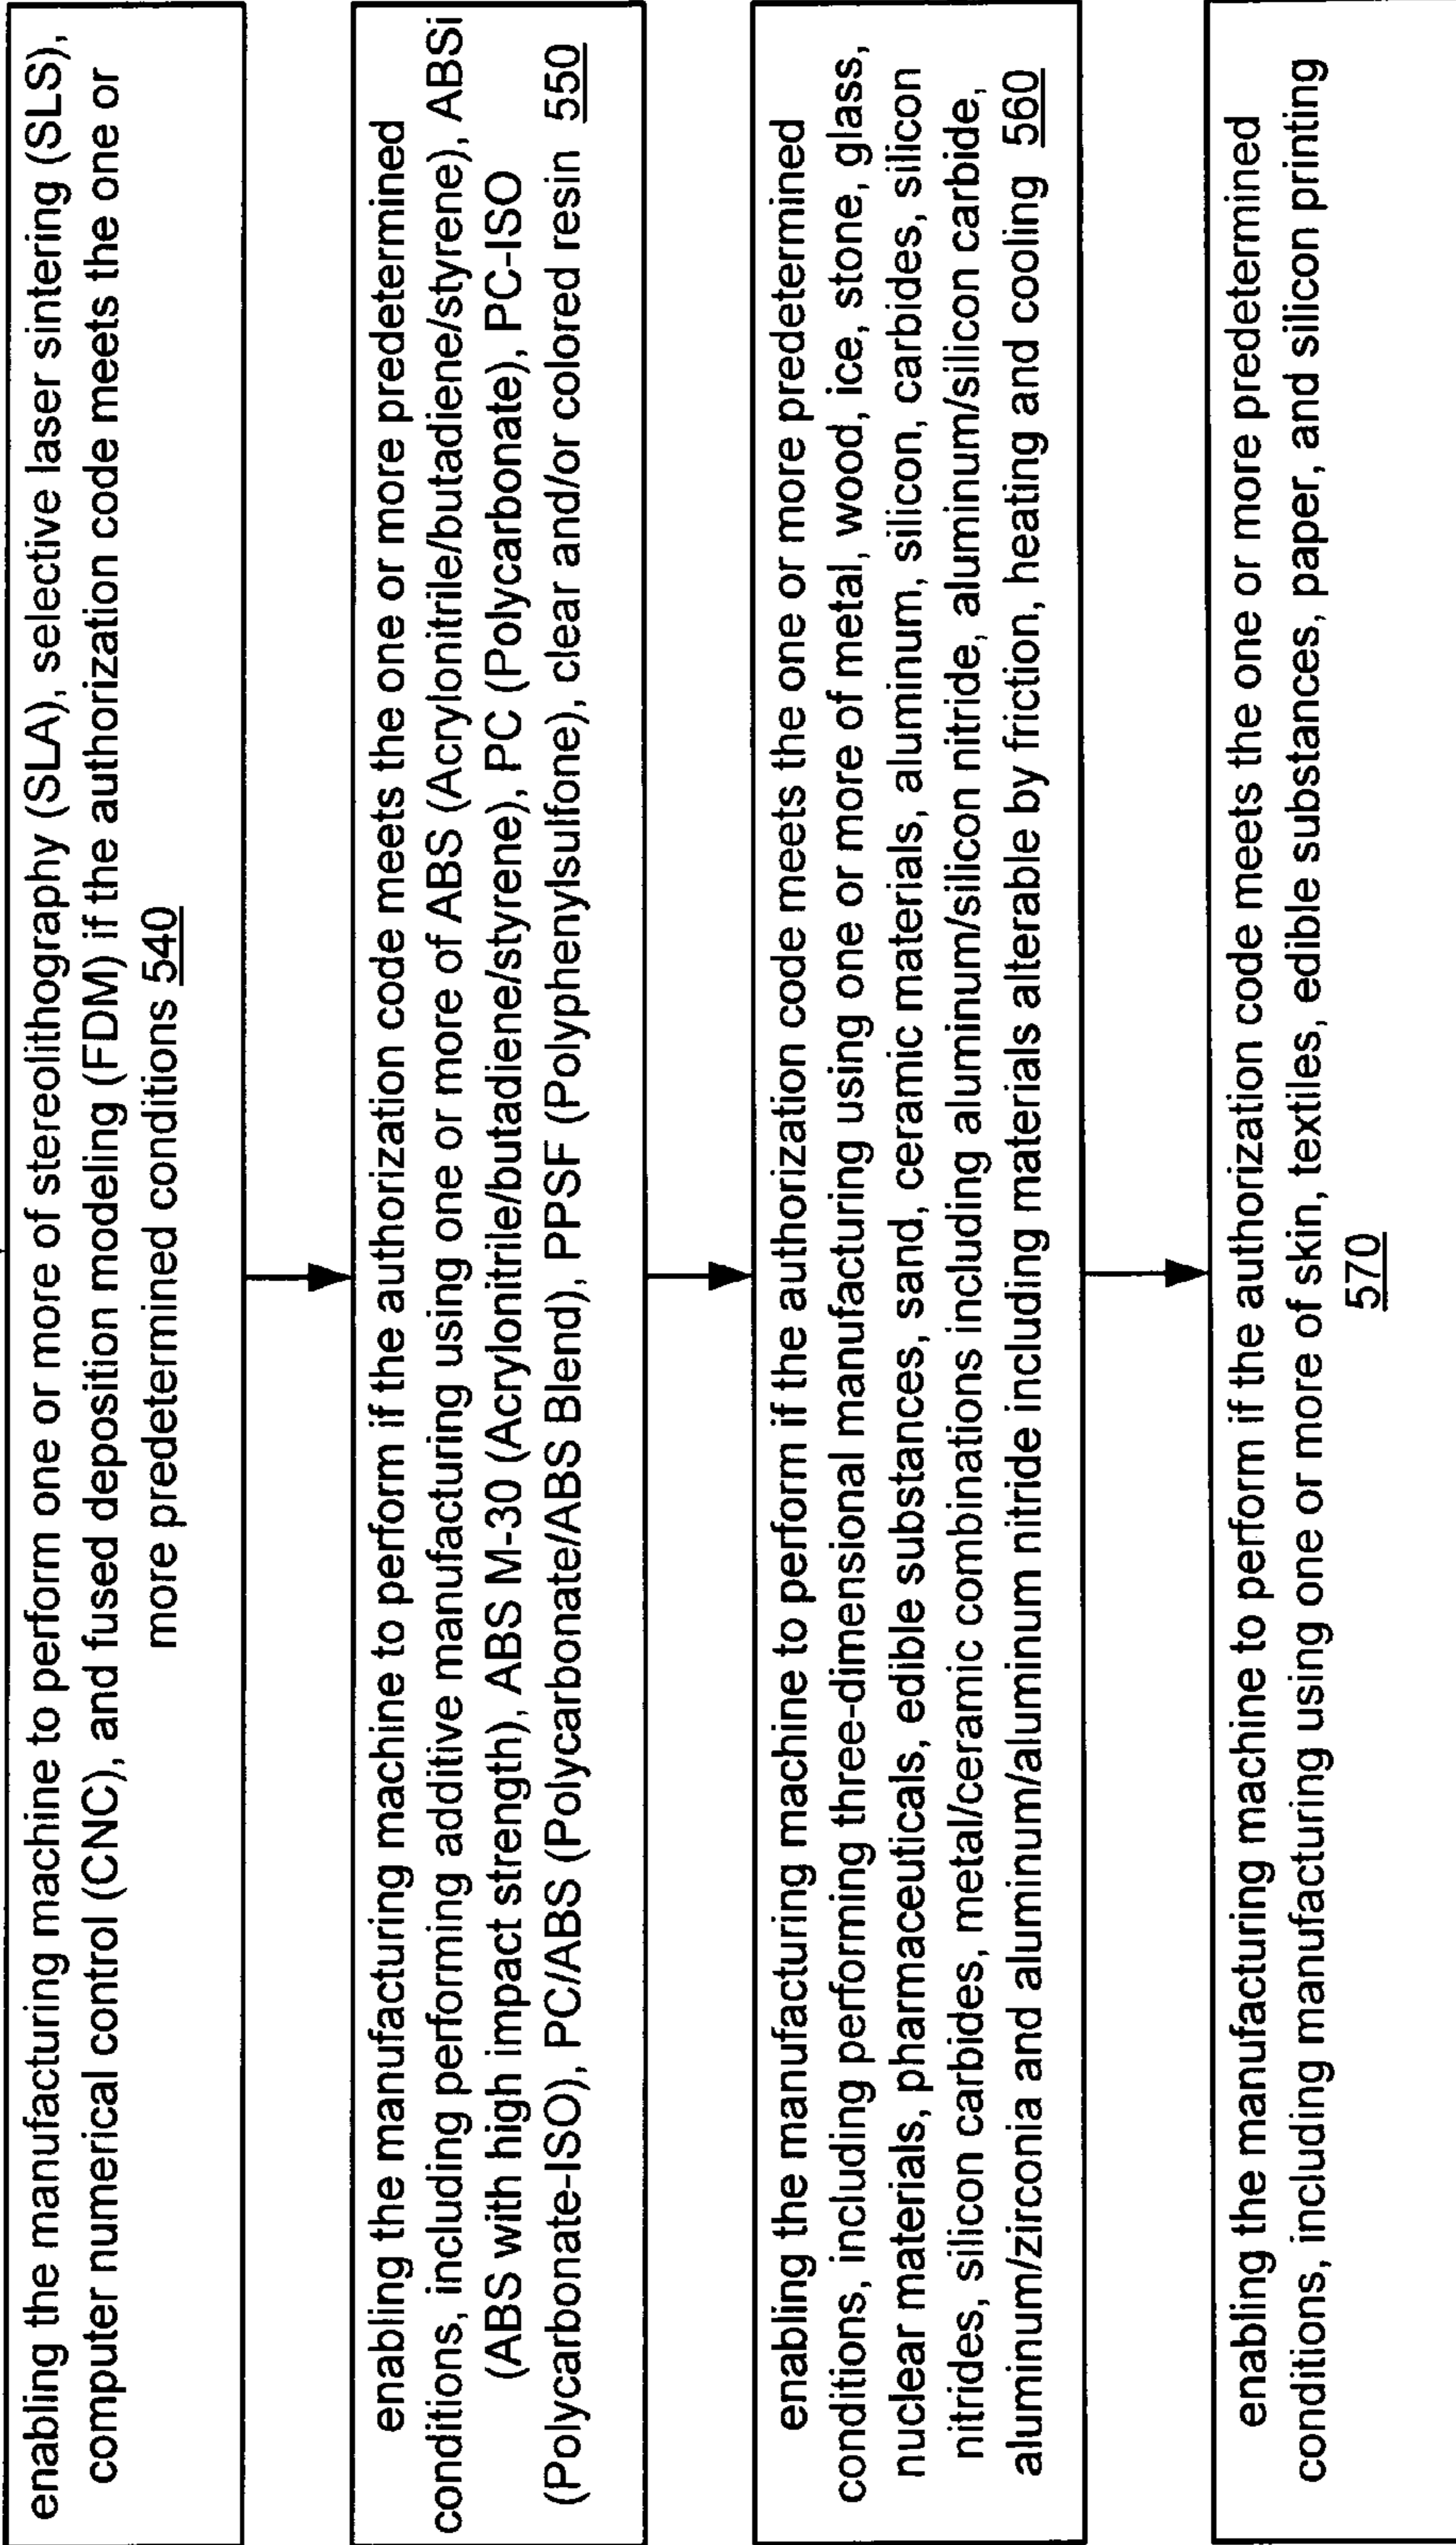 enabling the manufacturing machine to perform one or more of stereolithography (SLA), selective laser sintering (SLS),
computer numerical control (CNC), and fused deposition modeling (FDM) if the authorization code meets the one or
more predetermined conditions 540
enabling the manufacturing machine to perform if the authorization code meets the one or more predetermined
conditions, including performing additive manufacturing using one or more of ABS (Acrylonitrile/butadiene/styrene), ABSi
(ABS with high impact strength), ABS M-30 (Acrylonitrile/butadiene/styrene), PC (Polycarbonate), PC-ISO
(Polycarbonate-ISO), PC/ABS (Polycarbonate/ABS Blend), PPSF (Polyphenylsulfone), clear and/or colored resin 550
enabling the manufacturing machine to perform if the authorization code meets the one or more predetermined
conditions, including performing three-dimensional manufacturing using one or more of metal, wood, ice, stone, glass,
nuclear materials, pharmaceuticals, edible substances, sand, ceramic materials, aluminum, silicon, carbides, silicon
nitrides, silicon carbides, metal/ceramic combinations including aluminum/silicon nitride, aluminum/silicon carbide,
aluminum/zirconia and aluminum/aluminum nitride including materials alterable by friction, heating and cooling 560
enabling the manufacturing machine to perform if the authorization code meets the one or more predetermined
conditions, including manufacturing using one or more of skin, textiles, edible substances, paper, and silicon printing
570